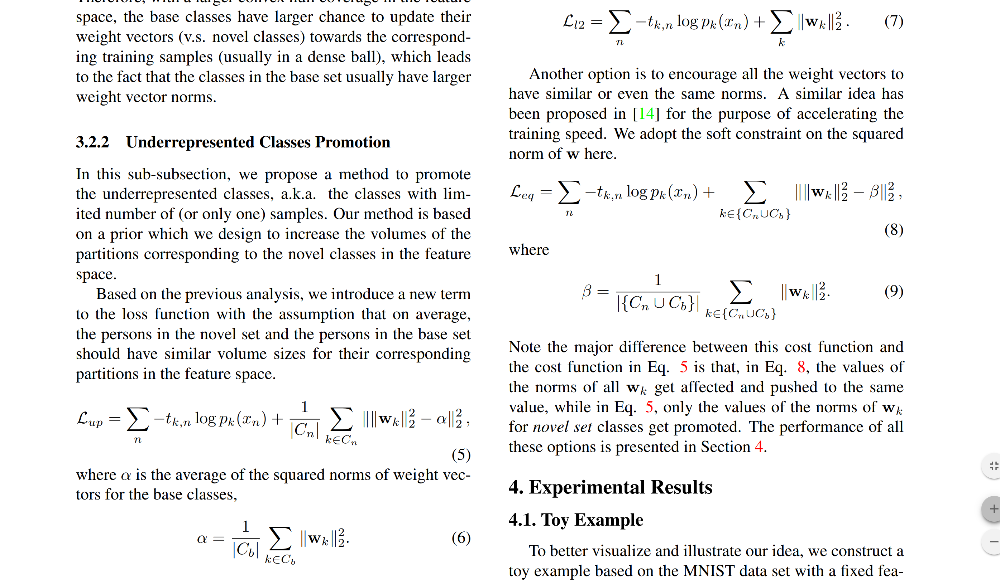 Therefore, with a larger convex hull coverage in the feature
space, the base classes have larger chance to update their
weight vectors (v.s. novel classes) towards the correspond-
ing training samples (usually in a dense ball), which leads
to the fact that the classes in the base set usually have larger
weight vector norms.
3.2.2 Underrepresented Classes Promotion
In this sub-subsection, we propose a method to promote
the underrepresented classes, a.k.a. the classes with lim-
ited number of (or only one) samples. Our method is based
on a prior which we design to increase the volumes of the
partitions corresponding to the novel classes in the feature
space.
Based on the previous analysis, we introduce a new term
to the loss function with the assumption that on average,
the persons in the novel set and the persons in the base set
should have similar volume sizes for their corresponding
partitions in the feature space.
$\mathcal{L}_{up} = \sum_{n} -t_{k,n} \log p_k(x_n) + \frac{1}{|C_n|} \sum_{k \in C_n} \| \|\mathbf{w}_k\|_2^2 - \alpha \|_2^2 ,$
(5)
where α is the average of the squared norms of weight vec-
tors for the base classes,
$\alpha = \frac{1}{|C_b|} \sum_{k \in C_b} \|\mathbf{w}_k\|_2^2 .$ (6)
$\mathcal{L}_{l2} = \sum_{n} -t_{k,n} \log p_k(x_n) + \sum_{k} \|\mathbf{w}_k\|_2^2 .$ (7)
Another option is to encourage all the weight vectors to
have similar or even the same norms. A similar idea has
been proposed in [14] for the purpose of accelerating the
training speed. We adopt the soft constraint on the squared
norm of w here.
$\mathcal{L}_{eq} = \sum_{n} -t_{k,n} \log p_k(x_n) + \sum_{k \in \{C_n \cup C_b\}} \| \|\mathbf{w}_k\|_2^2 - \beta \|_2^2 ,$
(8)
where
$\beta = \frac{1}{|\{C_n \cup C_b\}|} \sum_{k \in \{C_n \cup C_b\}} \|\mathbf{w}_k\|_2^2 .$ (9)
Note the major difference between this cost function and
the cost function in Eq. 5 is that, in Eq. 8, the values of
the norms of all $\mathbf{w}_k$ get affected and pushed to the same
value, while in Eq. 5, only the values of the norms of $\mathbf{w}_k$
for novel set classes get promoted. The performance of all
these options is presented in Section 4.
4. Experimental Results
4.1. Toy Example
To better visualize and illustrate our idea, we construct a
toy example based on the MNIST data set with a fixed fea-